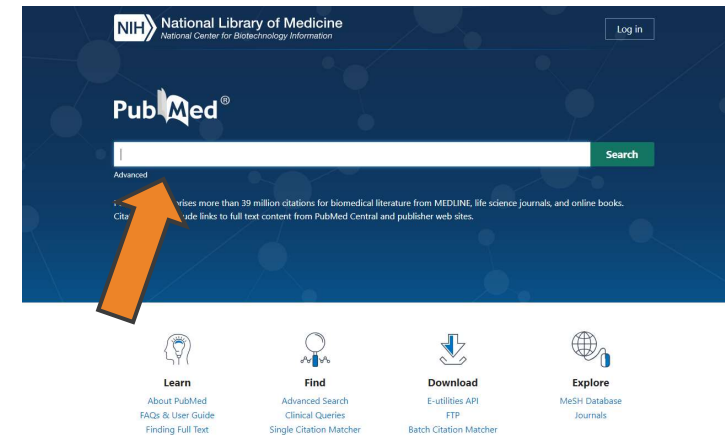 NIH National Library of Medicine
National Center for Biotechnology Information
Log in
PubMed®
Search
Advanced
rises more than 39 million citations for biomedical literature from MEDLINE, life science journals, and online books.
Cita ude links to full text content from PubMed Central and publisher web sites.
Learn
Find
Download
Explore
About PubMed
Advanced Search
E-utilities API
MeSH Database
FAQs & User Guide
Clinical Queries
FTP
Journals
Finding Full Text
Single Citation Matcher
Batch Citation Matcher